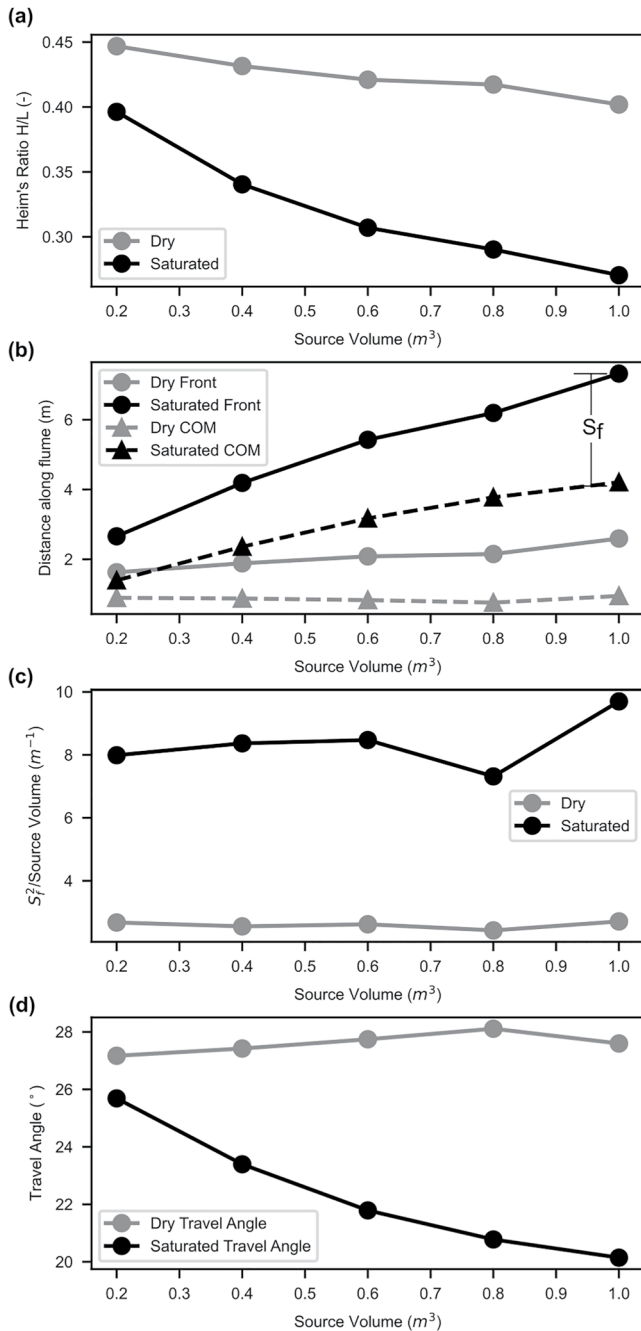 (a)
0.45
0.40
0.35
0.30
Heim's Ratio H/L (-)
Dry
Saturated
0.2 0.3 0.4 0.5 0.6 0.7 0.8 0.9 1.0
Source Volume (m³)
(b)
6
4
2
Distance along flume (m)
Dry Front
Saturated Front
Dry COM
Saturated COM
Sf
0.2 0.3 0.4 0.5 0.6 0.7 0.8 0.9 1.0
Source Volume (m³)
(c)
10
8
6
4
S_f^2/Source Volume (m⁻¹)
Dry
Saturated
0.2 0.3 0.4 0.5 0.6 0.7 0.8 0.9 1.0
Source Volume (m³)
(d)
28
26
24
22
20
Travel Angle (°)
Dry Travel Angle
Saturated Travel Angle
0.2 0.3 0.4 0.5 0.6 0.7 0.8 0.9 1.0
Source Volume (m³)